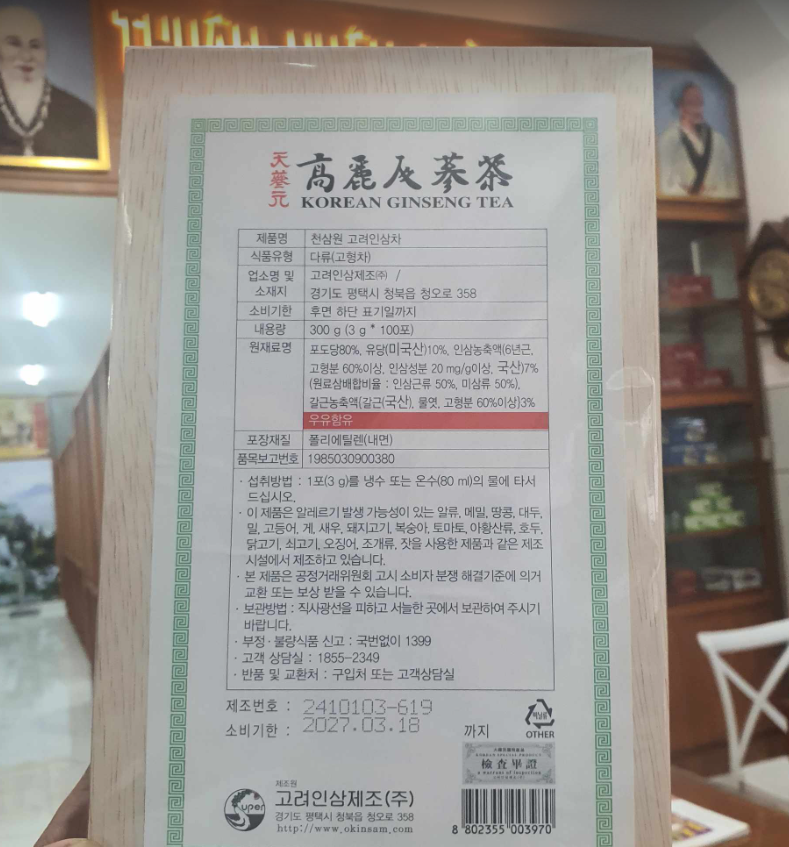 天蔘元
高麗人蔘茶
KOREAN GINSENG TEA
제품명 천삼원 고려인삼차
식품유형 다류(고형차)
업소명 및 고려인삼제조㈜ /
소재지 경기도 평택시 청북읍 청오로 358
소비기한 후면 하단 표기일까지
내용량 300 g (3 g * 100포)
원재료명 포도당80%, 유당(미국산)10%, 인삼농축액(6년근,
고형분 60%이상, 인삼성분 20 mg/g이상, 국산)7%
(원료삼배합비율 : 인삼근류 50%, 미삼류 50%),
갈근농축액(갈근(국산), 물엿, 고형분 60%이상)3%
우유함유
포장재질 폴리에틸렌(내면)
품목보고번호 1985030900380
· 섭취방법 : 1포(3 g)를 냉수 또는 온수(80 ml)의 물에 타서
드십시오.
· 이 제품은 알레르기 발생 가능성이 있는 알류, 메밀, 땅콩, 대두,
밀, 고등어, 게, 새우, 돼지고기, 복숭아, 토마토, 아황산류, 호두,
닭고기, 쇠고기, 오징어, 조개류, 잣을 사용한 제품과 같은 제조
시설에서 제조하고 있습니다.
· 본 제품은 공정거래위원회 고시 소비자 분쟁 해결기준에 의거
교환 또는 보상 받을 수 있습니다.
· 보관방법 : 직사광선을 피하고 서늘한 곳에서 보관하여 주시기
바랍니다.
· 부정 · 불량식품 신고 : 국번없이 1399
· 고객 상담실 : 1855-2349
· 반품 및 교환처 : 구입처 또는 고객상담실
제조번호 : 2410103-619
소비기한 : 2027.03.18 까지
비닐류
OTHER
檢査畢證
a warrant of inspection
제조원
Super
고려인삼제조(주)
경기도 평택시 청북읍 청오로 358
http://www.okinsam.com
8 802355 003970